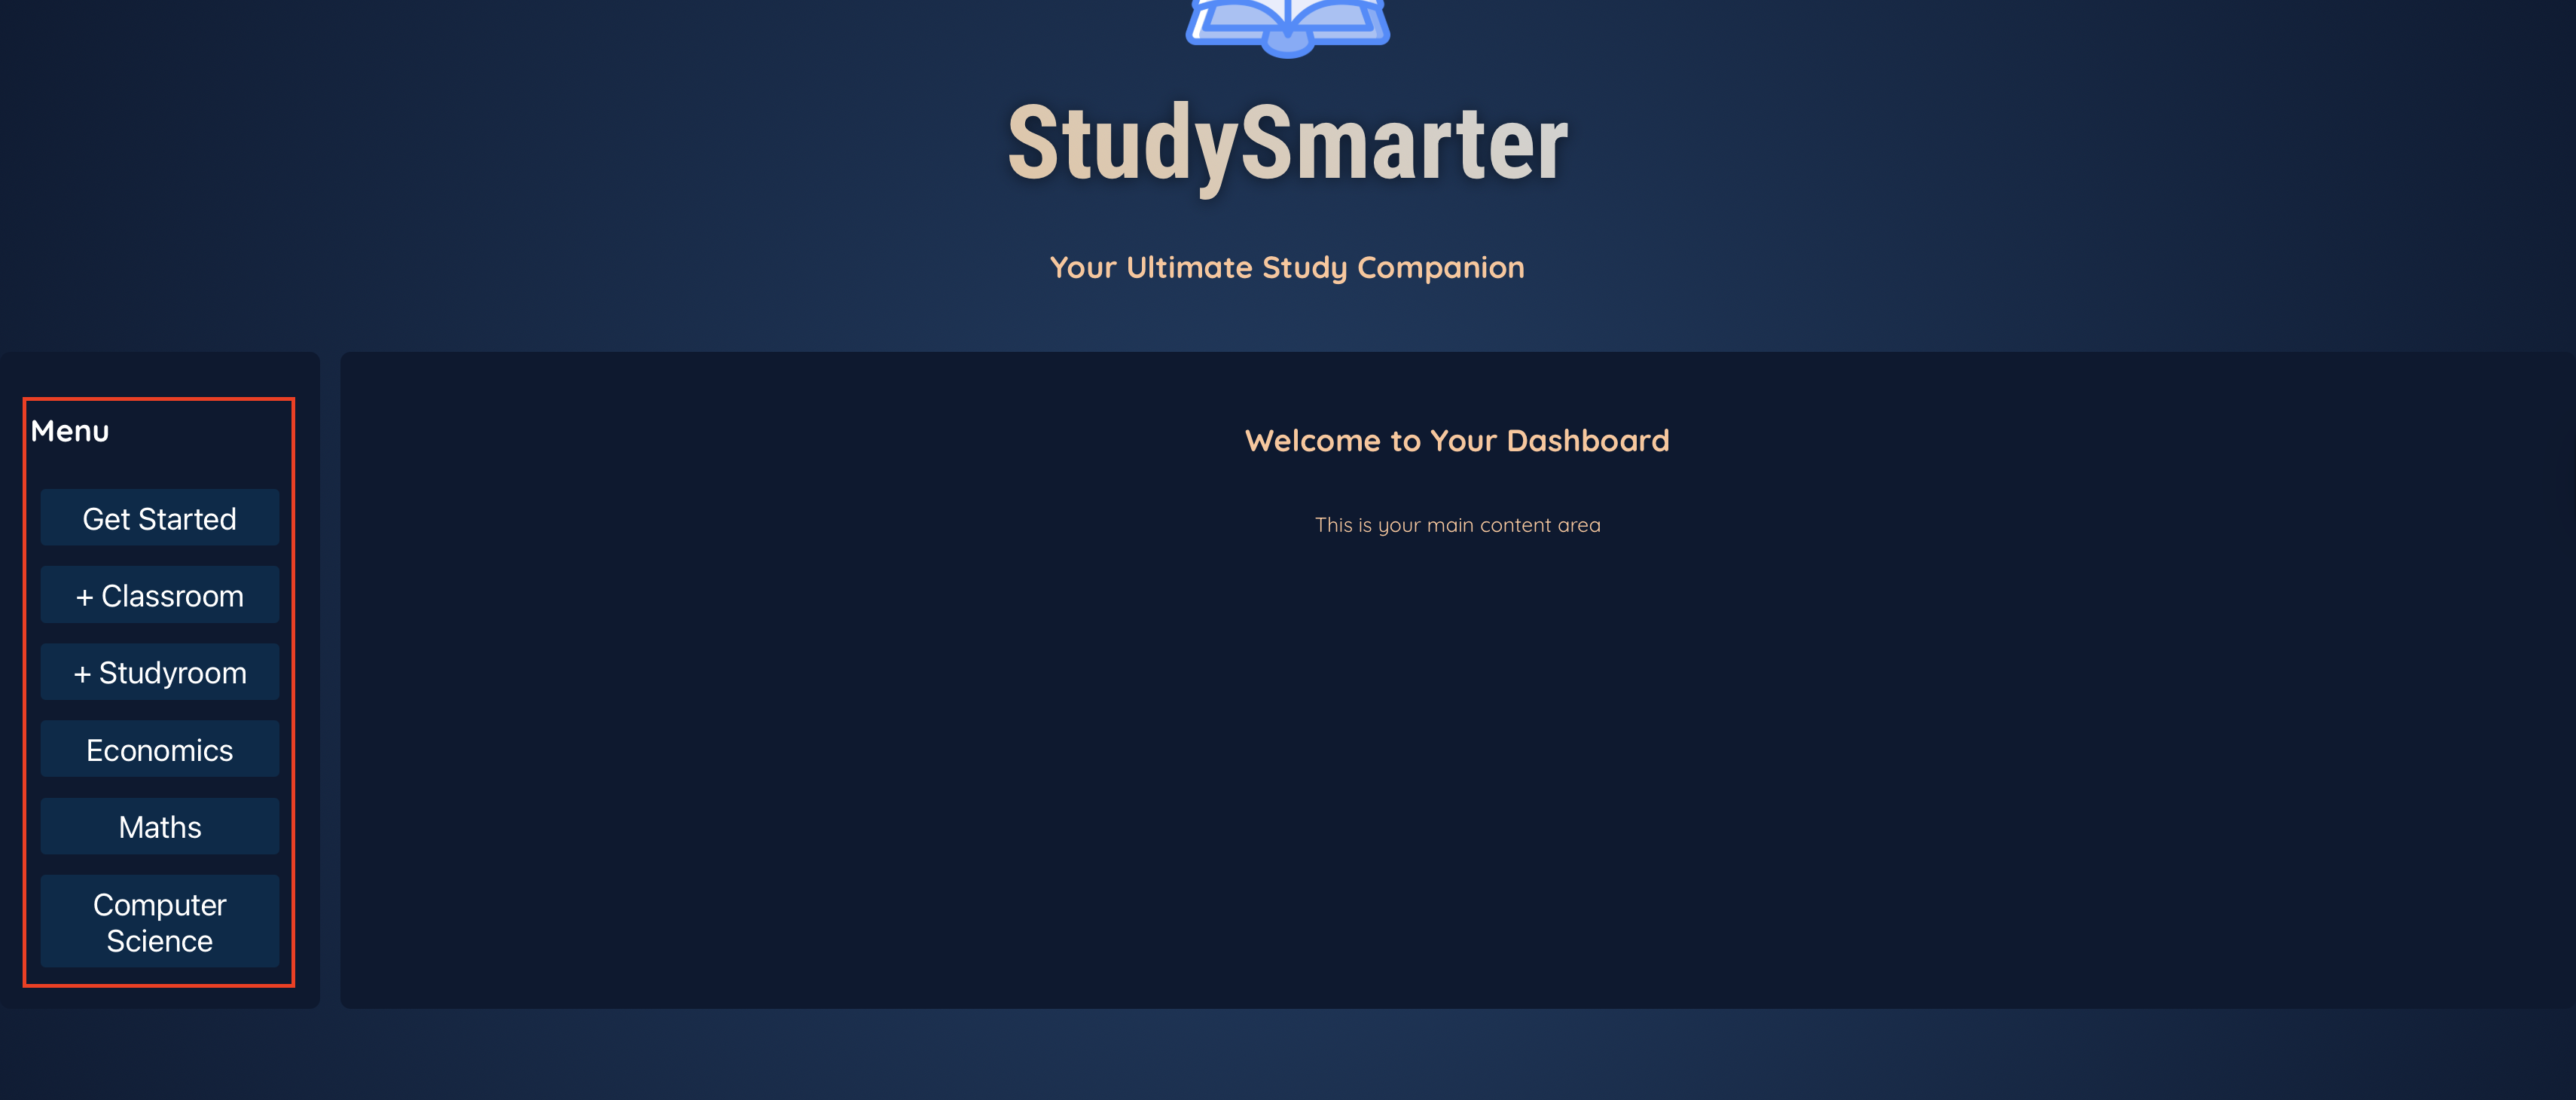 StudySmarter
Your Ultimate Study Companion
Menu
Get Started
+ Classroom
+ Studyroom
Economics
Maths
Computer
Science
Welcome to Your Dashboard
This is your main content area